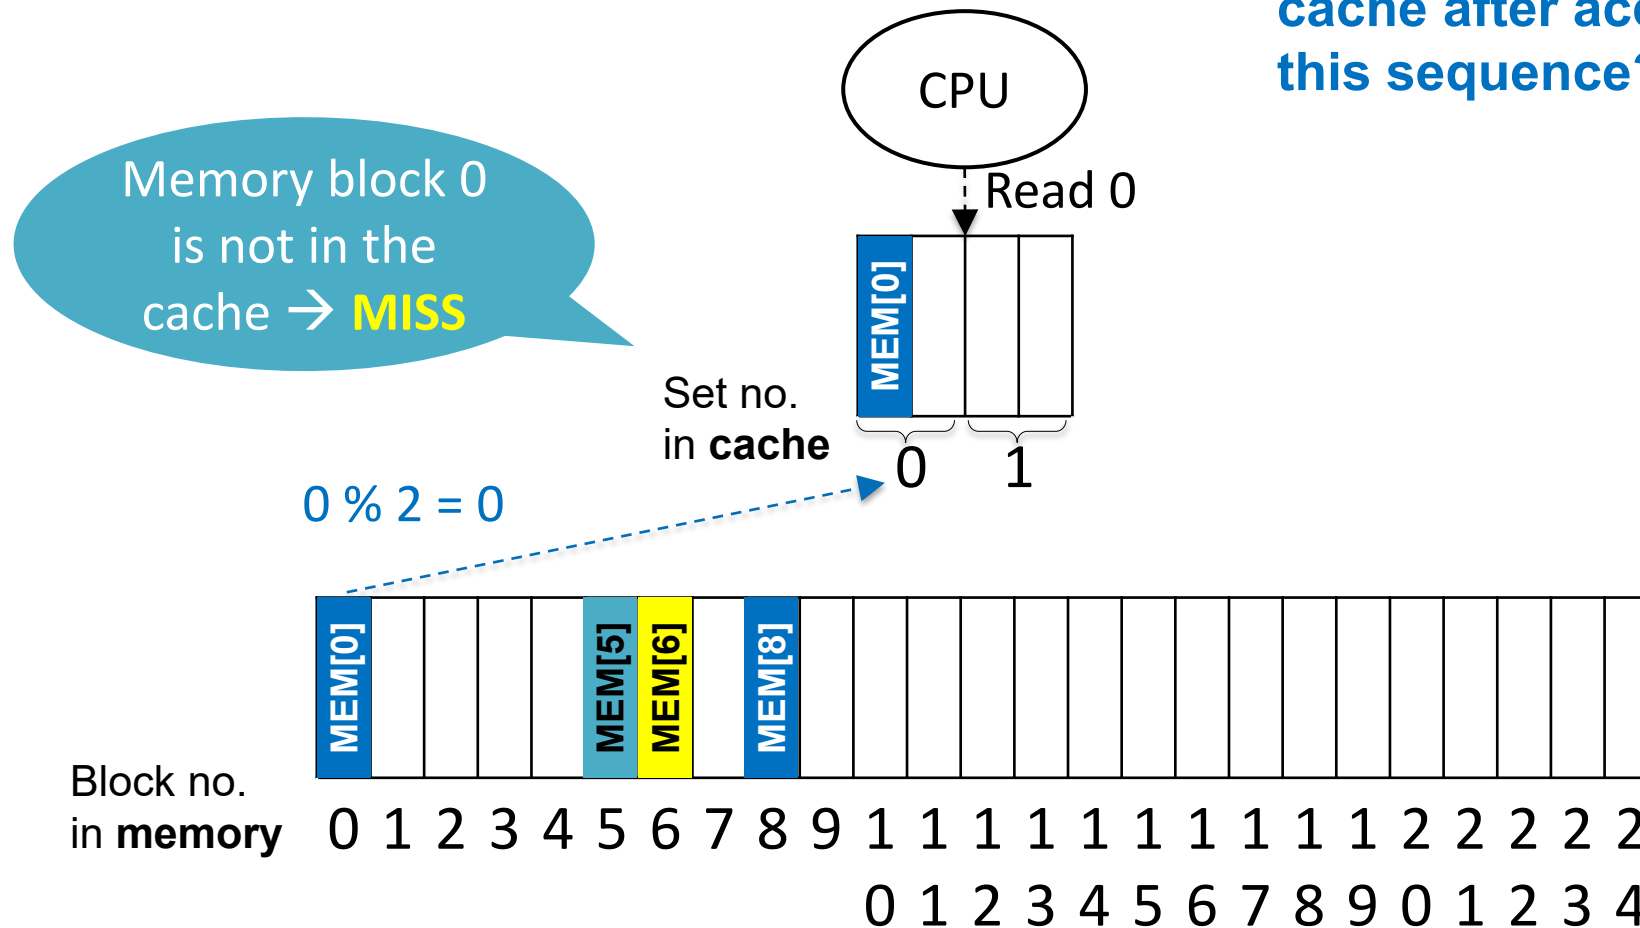 this sequence?
CPU
Memory block 0
is not in the
cache → MISS
Read 0
MEM[0]
Set no.
in cache
0 1
0 % 2 = 0
MEM[0] MEM[5] MEM[6] MEM[8]
Block no.
in memory
0 1 2 3 4 5 6 7 8 9 1 1 1 1 1 1 1 1 1 1 2 2 2 2 2
0 1 2 3 4 5 6 7 8 9 0 1 2 3 4
cache after